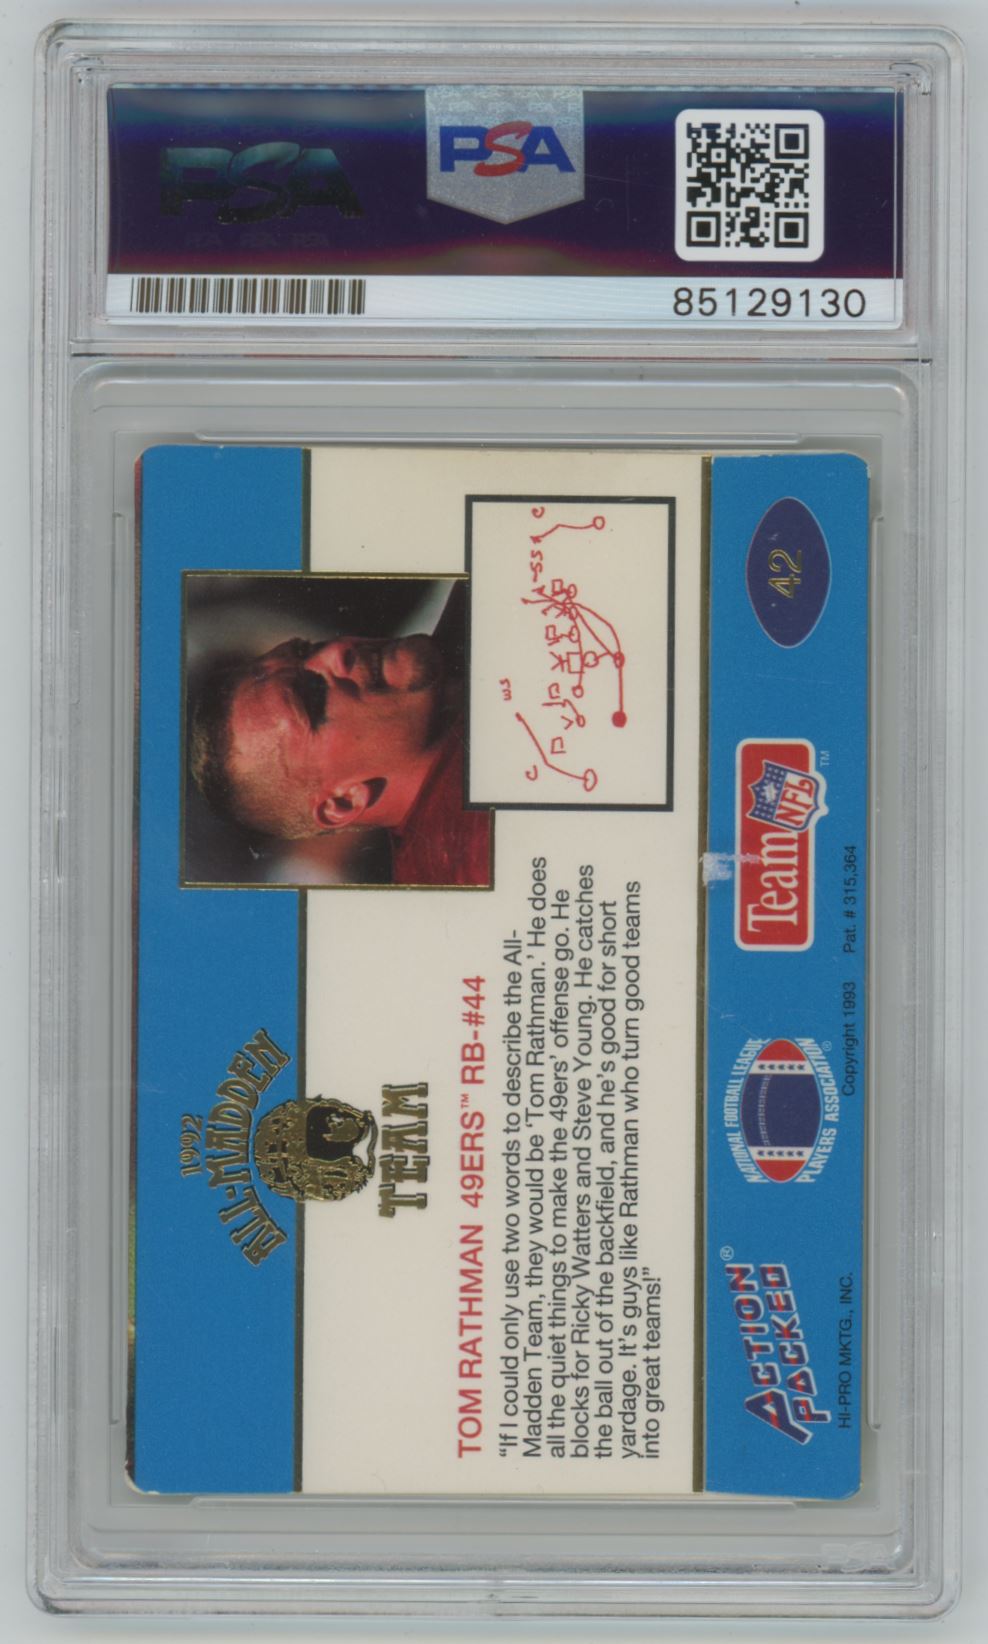 PSA
PSA
85129130
1992
ALL-MADDEN
TEAM
TOM RATHMAN 49ERS™ RB-#44
“If I could only use two words to describe the All-
Madden Team, they would be ‘Tom Rathman.’ He does
all the quiet things to make the 49ers’ offense go. He
blocks for Ricky Watters and Steve Young. He catches
the ball out of the backfield, and he’s good for short
yardage. It’s guys like Rathman who turn good teams
into great teams!”
C
WS
SS
C
42
ACTION
PACKED®
HI-PRO MKTG., INC.
NATIONAL FOOTBALL LEAGUE
PLAYERS ASSOCIATION®
Team NFL™
Copyright 1993 Pat. # 315,364